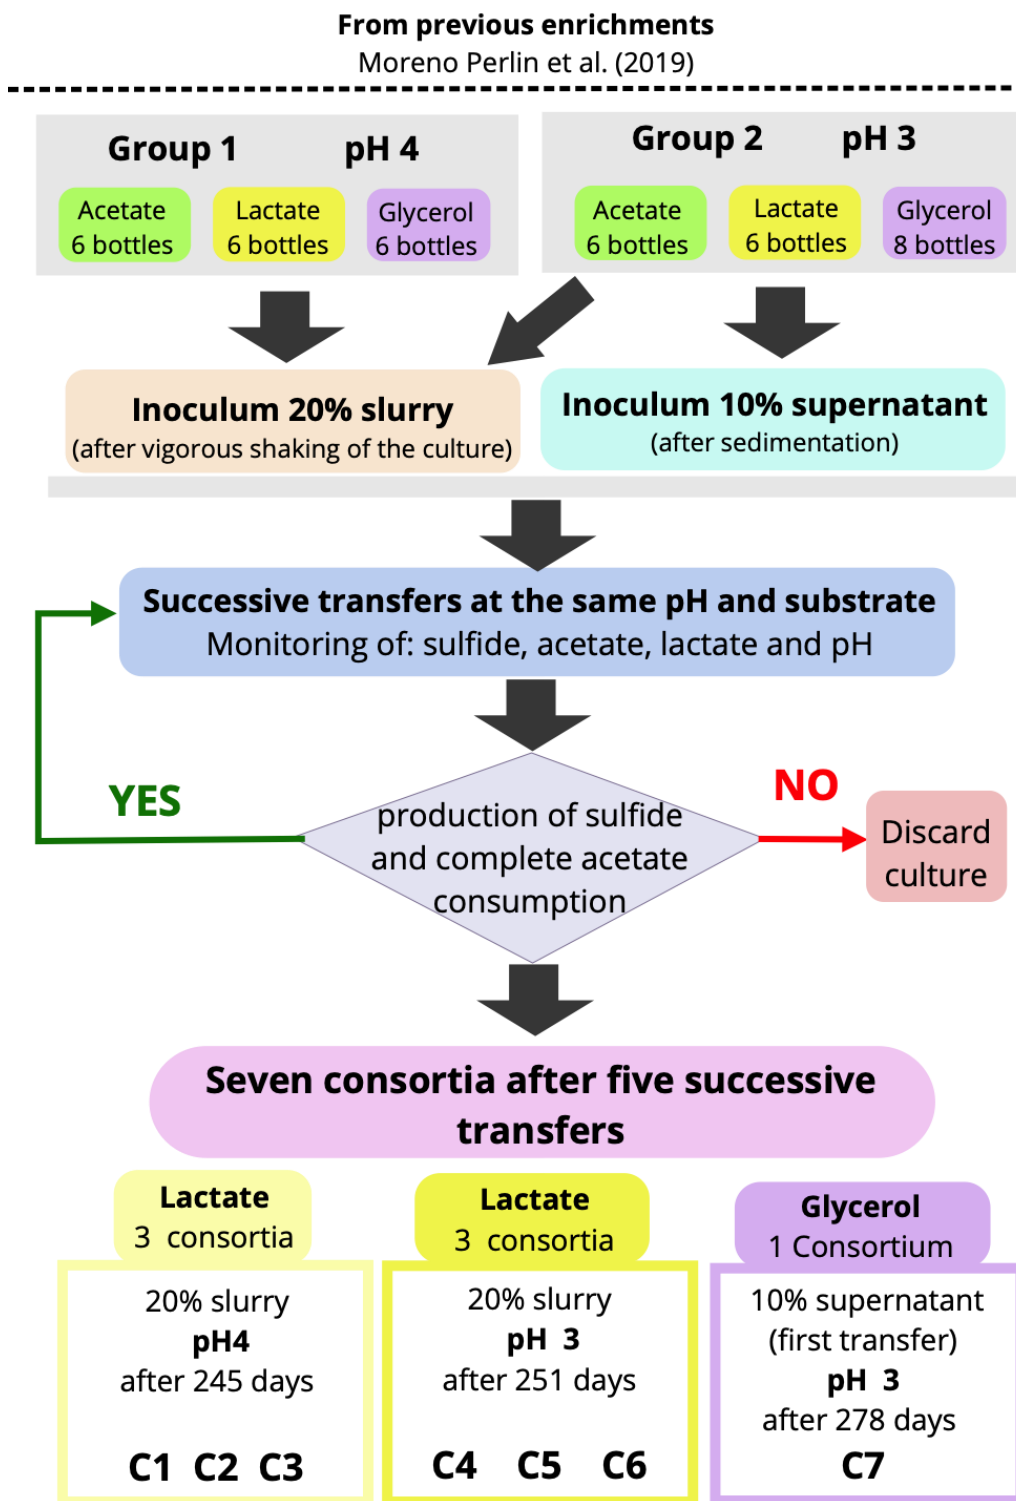 From previous enrichments
Moreno Perlin et al. (2019)
Group 1 pH 4
Acetate
6 bottles
Lactate
6 bottles
Glycerol
6 bottles
Group 2 pH 3
Acetate
6 bottles
Lactate
6 bottles
Glycerol
8 bottles
Inoculum 20% slurry
(after vigorous shaking of the culture)
Inoculum 10% supernatant
(after sedimentation)
Successive transfers at the same pH and substrate
Monitoring of: sulfide, acetate, lactate and pH
YES
production of sulfide
and complete acetate
consumption
NO
Discard
culture
Seven consortia after five successive
transfers
Lactate
3 consortia
20% slurry
pH4
after 245 days
C1 C2 C3
Lactate
3 consortia
20% slurry
pH 3
after 251 days
C4 C5 C6
Glycerol
1 Consortium
10% supernatant
(first transfer)
pH 3
after 278 days
C7